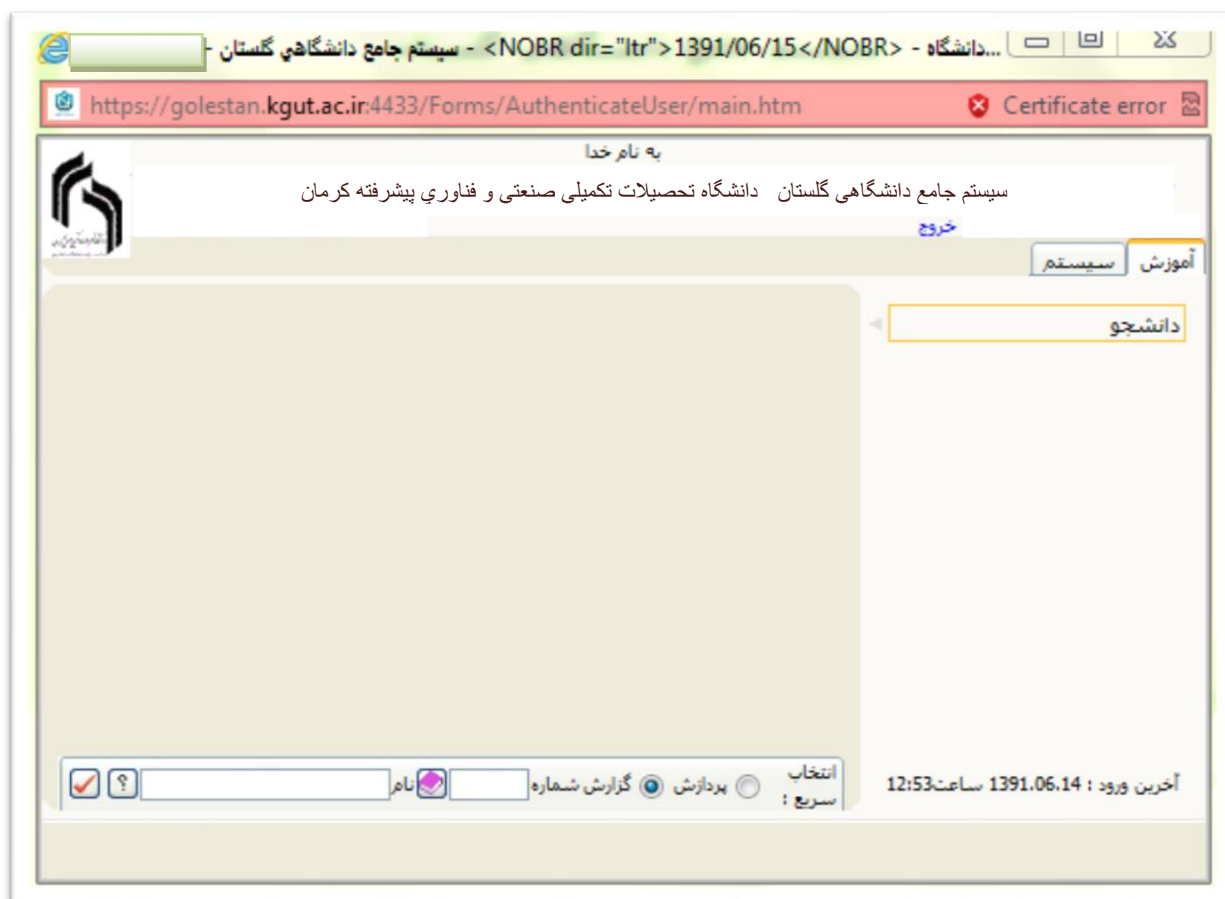 ...دانشگاه - <NOBR dir="ltr">1391/06/15</NOBR> - سیستم جامع دانشگاهي گلستان -
https://golestan.kgut.ac.ir:4433/Forms/AuthenticateUser/main.htm Certificate error
به نام خدا
سیستم جامع دانشگاهی گلستان دانشگاه تحصیلات تکمیلی صنعتی و فناوري پیشرفته کرمان
خروج
آموزش سیستم
دانشجو
آخرین ورود : 1391.06.14 ساعت12:53
انتخاب سریع : پردازش گزارش شماره نام ؟